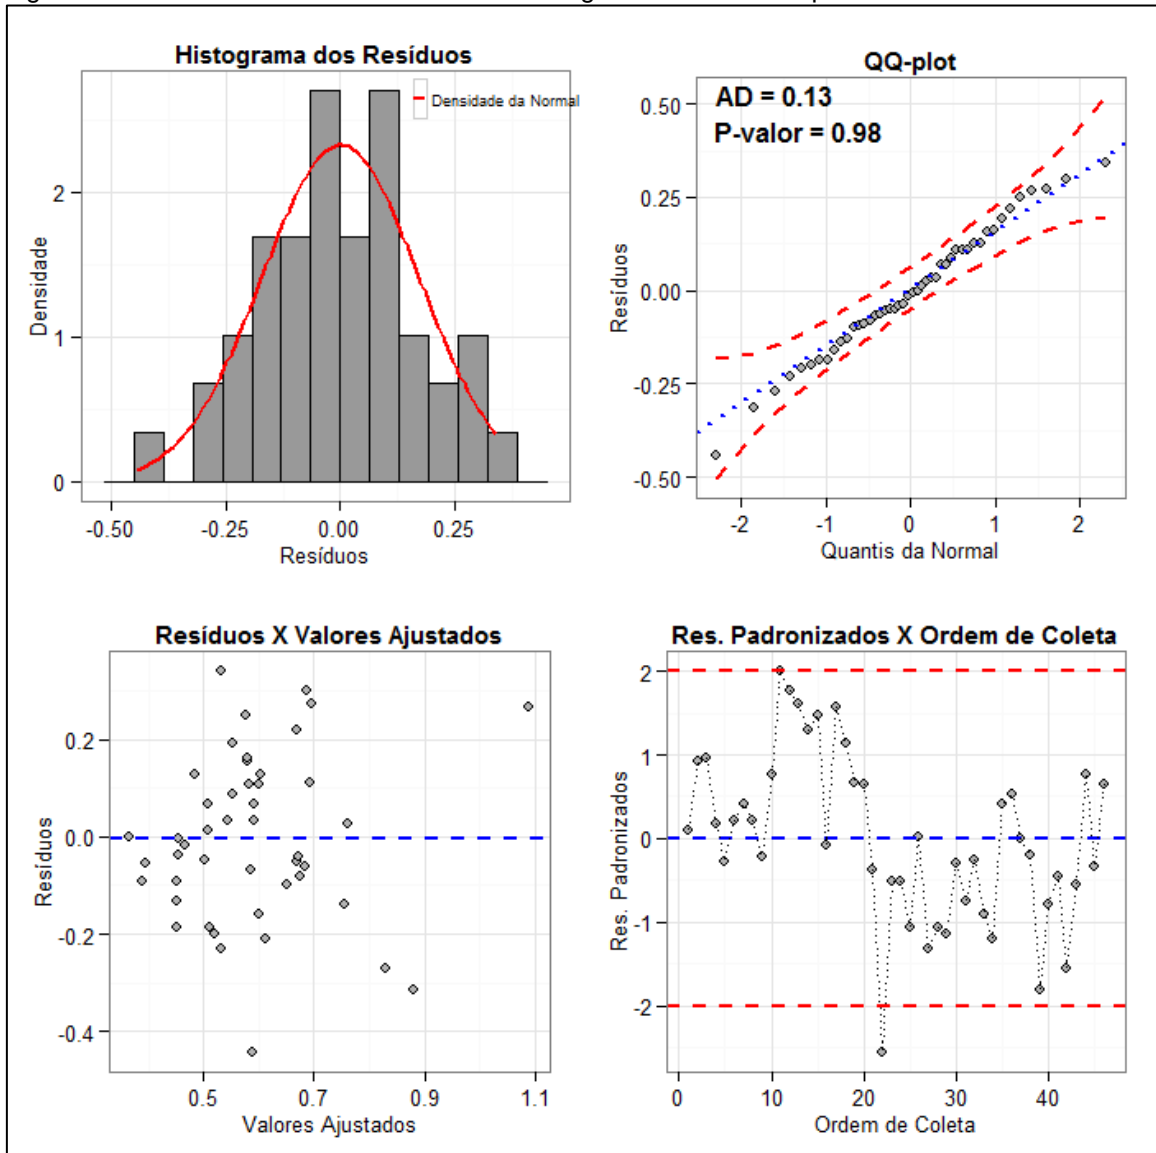 Histograma dos Resíduos
Densidade da Normal
2
1
0
Densidade
-0.50 -0.25 0.00 0.25
Resíduos
QQ-plot
AD = 0.13
P-valor = 0.98
0.50
0.25
0.00
-0.25
-0.50
Resíduos
-2 -1 0 1 2
Quantis da Normal
Resíduos X Valores Ajustados
0.2
0.0
-0.2
-0.4
Resíduos
0.5 0.7 0.9 1.1
Valores Ajustados
Res. Padronizados X Ordem de Coleta
2
1
0
-1
-2
Res. Padronizados
0 10 20 30 40
Ordem de Coleta